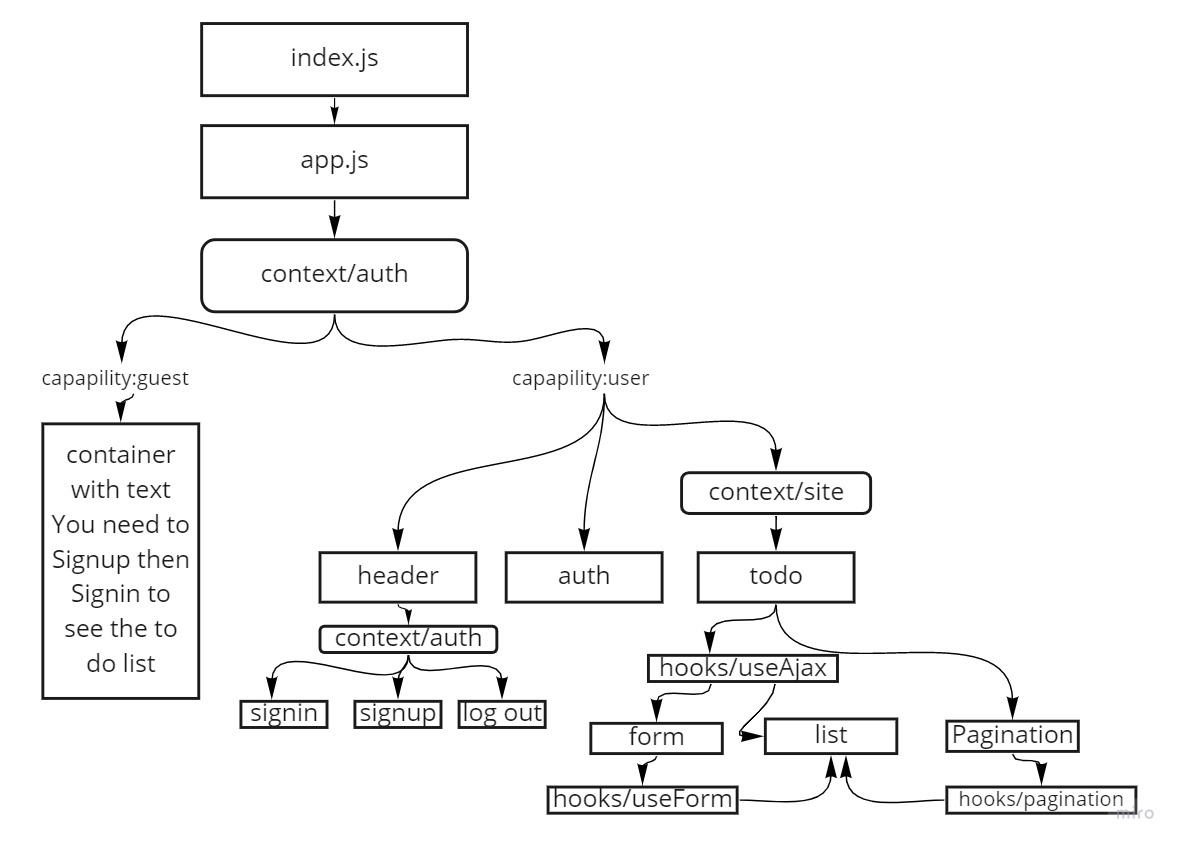 index.js
app.js
context/auth
capapility:guest
capapility:user
container
with text
You need to
Signup then
Signin to
see the to
do list
context/site
header
auth
todo
context/auth
hooks/useAjax
signin
signup
log out
form
list
Pagination
hooks/useForm
hooks/pagination
miro